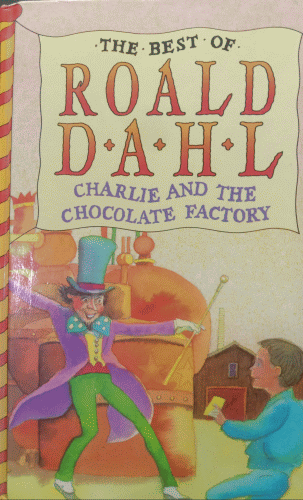 ·THE·BEST·OF·
ROALD
D·A·H·L
CHARLIE AND THE
CHOCOLATE FACTORY